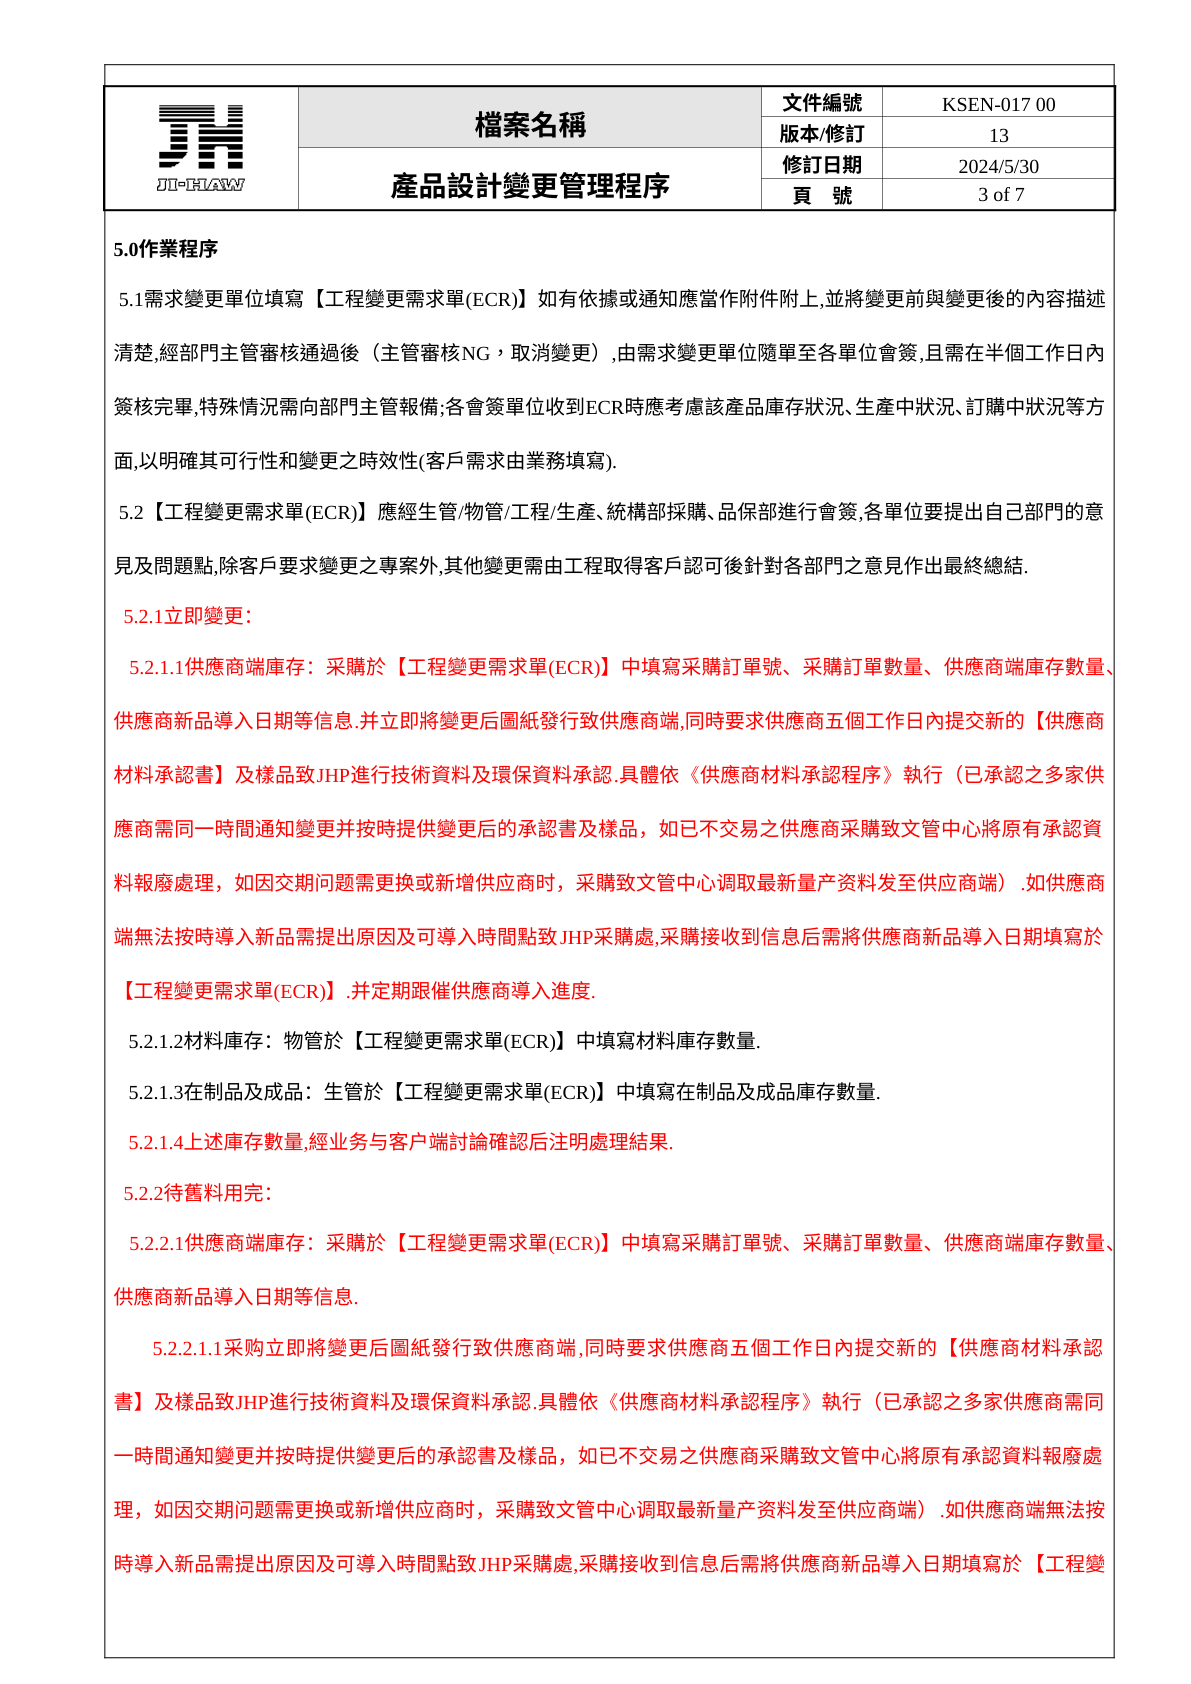 JH
JI-HAW
檔案名稱
產品設計變更管理程序
文件編號 KSEN-017 00
版本/修訂 13
修訂日期 2024/5/30
頁 號 3 of 7
5.0作業程序
5.1需求變更單位填寫【工程變更需求單(ECR)】如有依據或通知應當作附件附上,並將變更前與變更後的內容描述
清楚,經部門主管審核通過後（主管審核NG，取消變更）,由需求變更單位隨單至各單位會簽,且需在半個工作日內
簽核完畢,特殊情況需向部門主管報備;各會簽單位收到ECR時應考慮該產品庫存狀況、生產中狀況、訂購中狀況等方
面,以明確其可行性和變更之時效性(客戶需求由業務填寫).
5.2【工程變更需求單(ECR)】應經生管/物管/工程/生產、統構部採購、品保部進行會簽,各單位要提出自己部門的意
見及問題點,除客戶要求變更之專案外,其他變更需由工程取得客戶認可後針對各部門之意見作出最終總結.
5.2.1立即變更：
5.2.1.1供應商端庫存：采購於【工程變更需求單(ECR)】中填寫采購訂單號、采購訂單數量、供應商端庫存數量、
供應商新品導入日期等信息.并立即將變更后圖紙發行致供應商端,同時要求供應商五個工作日內提交新的【供應商
材料承認書】及樣品致JHP進行技術資料及環保資料承認.具體依《供應商材料承認程序》執行（已承認之多家供
應商需同一時間通知變更并按時提供變更后的承認書及樣品，如已不交易之供應商采購致文管中心將原有承認資
料報廢處理，如因交期问题需更换或新增供应商时，采購致文管中心调取最新量产资料发至供应商端）.如供應商
端無法按時導入新品需提出原因及可導入時間點致JHP采購處,采購接收到信息后需將供應商新品導入日期填寫於
【工程變更需求單(ECR)】.并定期跟催供應商導入進度.
5.2.1.2材料庫存：物管於【工程變更需求單(ECR)】中填寫材料庫存數量.
5.2.1.3在制品及成品：生管於【工程變更需求單(ECR)】中填寫在制品及成品庫存數量.
5.2.1.4上述庫存數量,經业务与客户端討論確認后注明處理結果.
5.2.2待舊料用完：
5.2.2.1供應商端庫存：采購於【工程變更需求單(ECR)】中填寫采購訂單號、采購訂單數量、供應商端庫存數量、
供應商新品導入日期等信息.
5.2.2.1.1采购立即將變更后圖紙發行致供應商端,同時要求供應商五個工作日內提交新的【供應商材料承認
書】及樣品致JHP進行技術資料及環保資料承認.具體依《供應商材料承認程序》執行（已承認之多家供應商需同
一時間通知變更并按時提供變更后的承認書及樣品，如已不交易之供應商采購致文管中心將原有承認資料報廢處
理，如因交期问题需更换或新增供应商时，采購致文管中心调取最新量产资料发至供应商端）.如供應商端無法按
時導入新品需提出原因及可導入時間點致JHP采購處,采購接收到信息后需將供應商新品導入日期填寫於【工程變